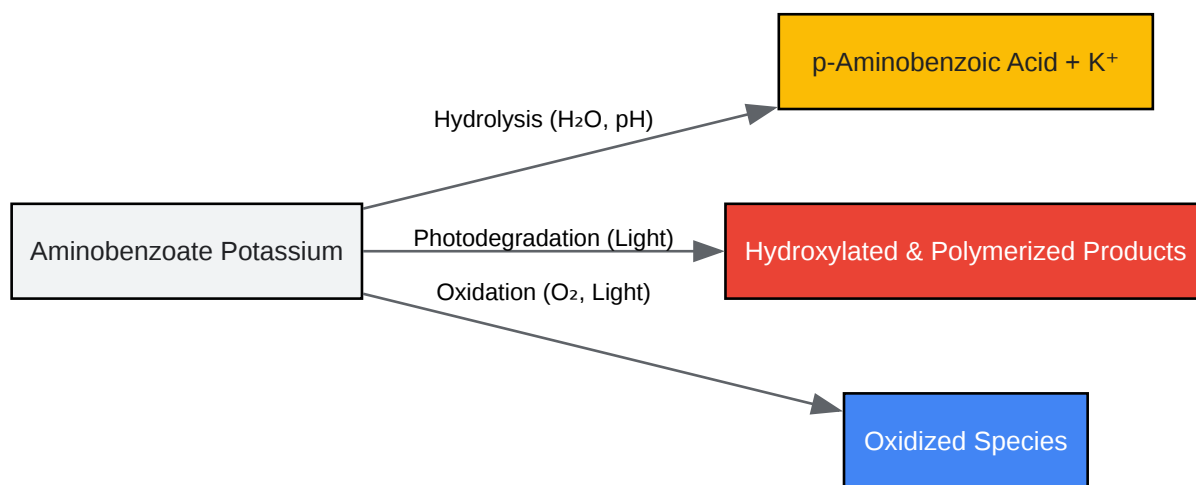 p-Aminobenzoic Acid + K⁺
Hydrolysis (H₂O, pH)
Aminobenzoate Potassium
Photodegradation (Light)
Hydroxylated & Polymerized Products
Oxidation (O₂, Light)
Oxidized Species